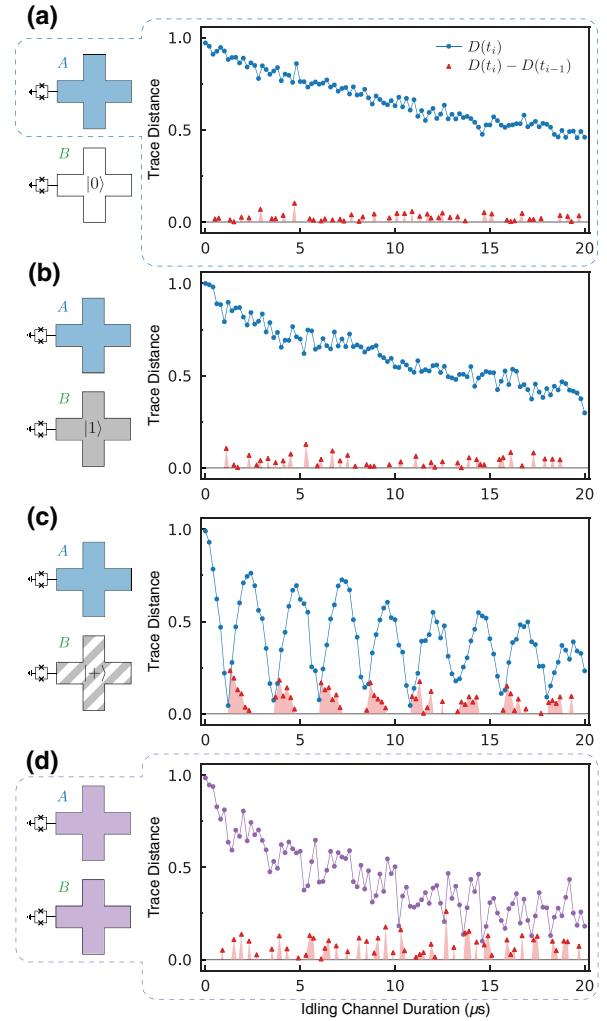 (a)
A
B
|0⟩
Trace Distance
1.0
0.5
0.0
D(t_i)
D(t_i) − D(t_{i−1})
0 5 10 15 20
(b)
A
B
|1⟩
Trace Distance
1.0
0.5
0.0
0 5 10 15 20
(c)
A
B
|+⟩
Trace Distance
1.0
0.5
0.0
0 5 10 15 20
(d)
A
B
Trace Distance
1.0
0.5
0.0
0 5 10 15 20
Idling Channel Duration (μs)